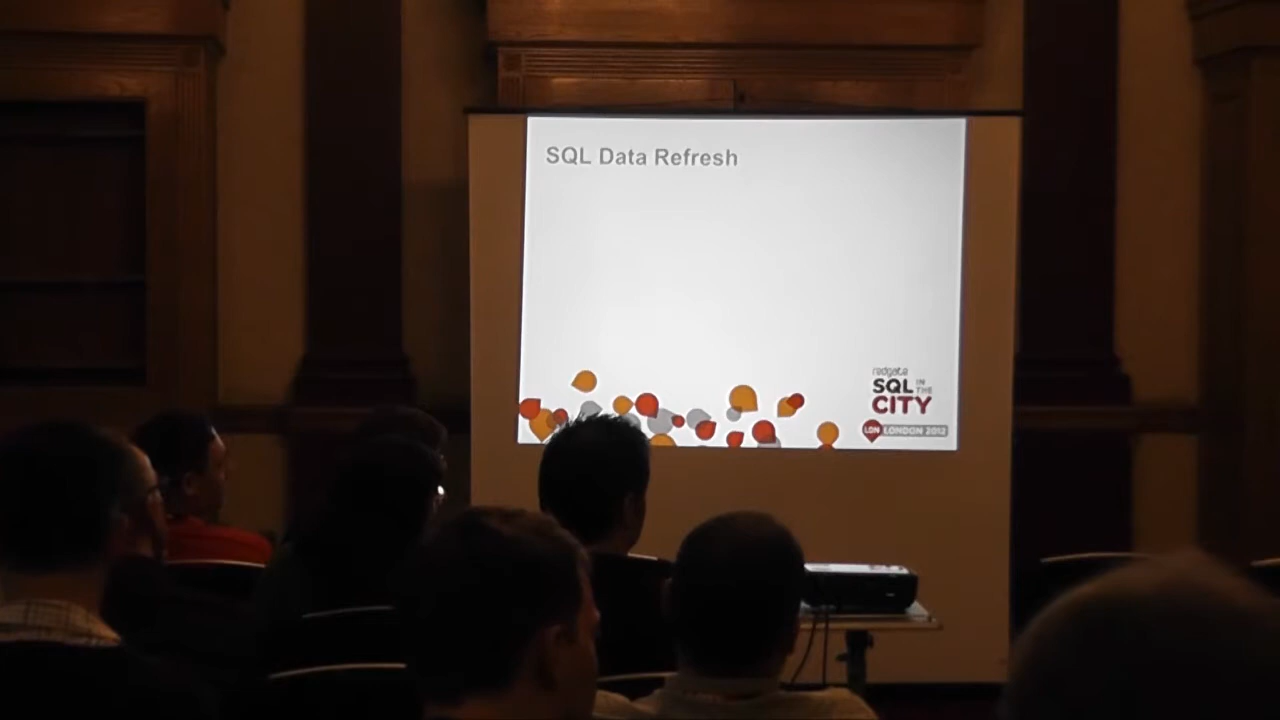 SQL Data Refresh
redgate
SQL IN THE
CITY
LDN LONDON 2012